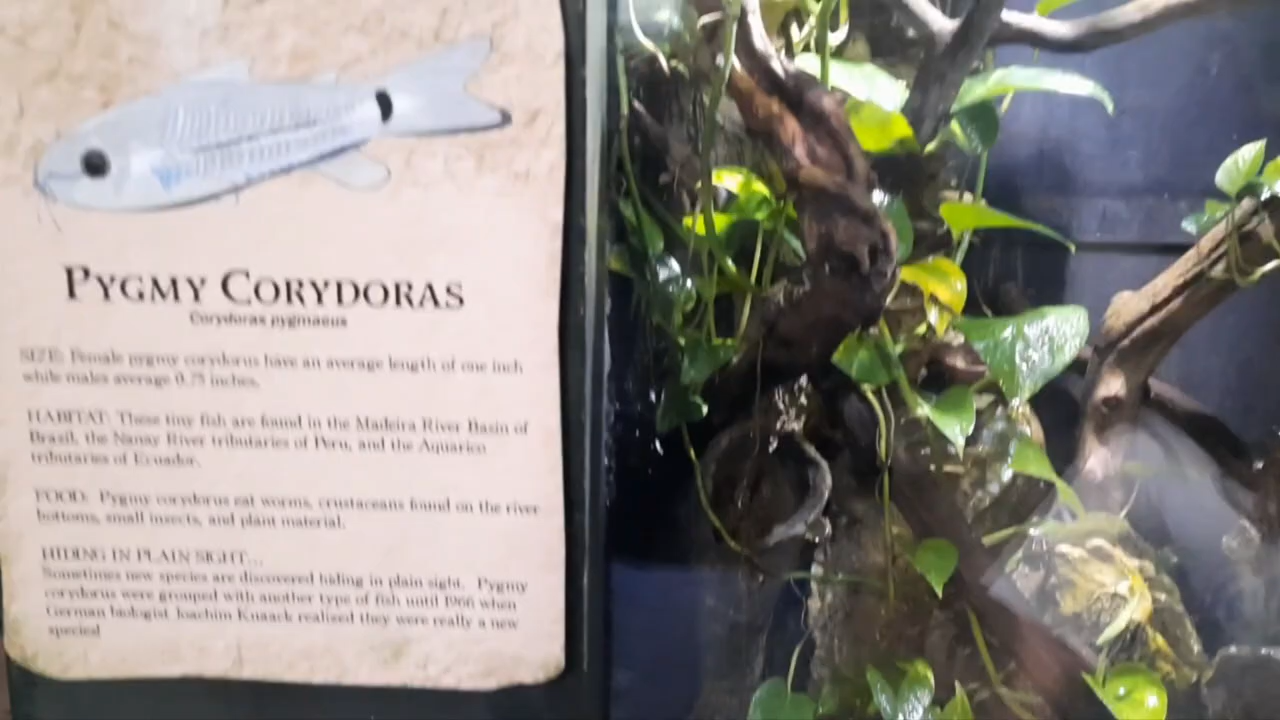 PYGMY CORYDORAS
Corydoras pygmaeus
SIZE: Female pygmy corydorus have an average length of one inch
while males average 0.75 inches.
HABITAT: These tiny fish are found in the Madeira River Basin of
Brazil, the Nanay River tributaries of Peru, and the Aquarico
tributaries of Ecuador.
FOOD: Pygmy corydorus eat worms, crustaceans found on the river
bottoms, small insects, and plant material.
HIDING IN PLAIN SIGHT...
Sometimes new species are discovered hiding in plain sight. Pygmy
corydorus were grouped with another type of fish until 1966 when
German biologist Joachim Knaack realized they were really a new
species!